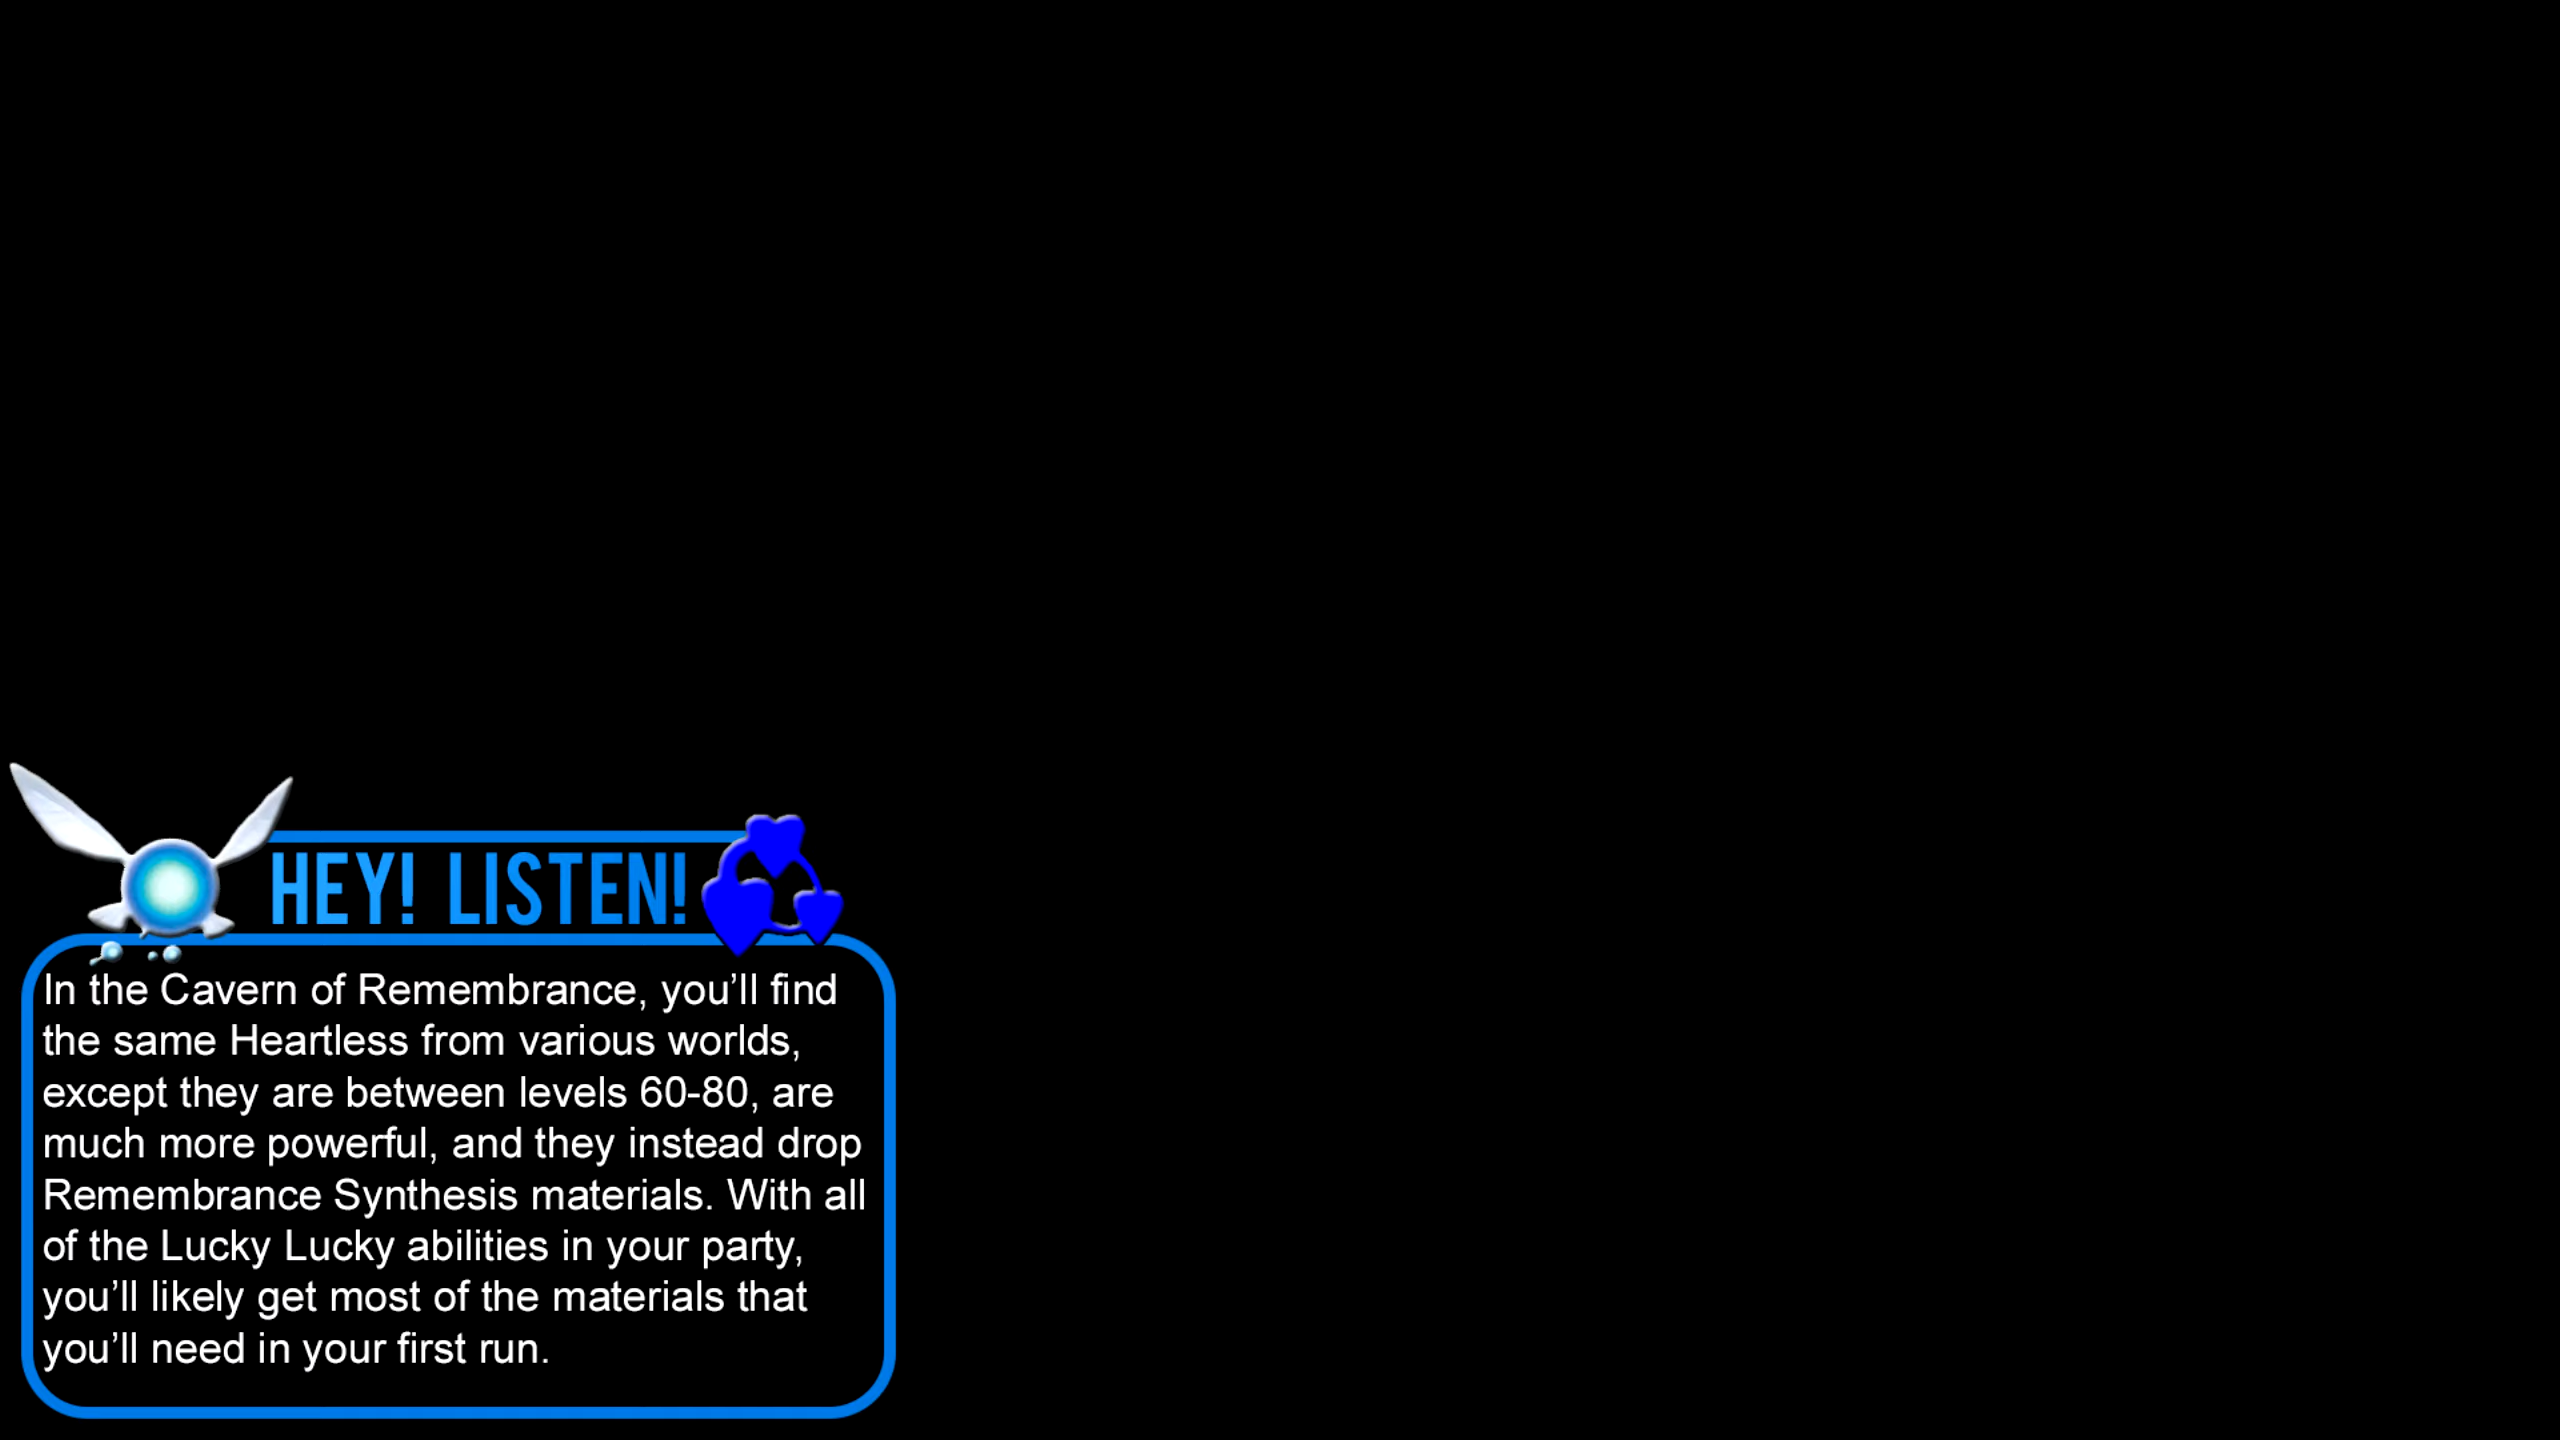 HEY! LISTEN!
In the Cavern of Remembrance, you’ll find
the same Heartless from various worlds,
except they are between levels 60-80, are
much more powerful, and they instead drop
Remembrance Synthesis materials. With all
of the Lucky Lucky abilities in your party,
you’ll likely get most of the materials that
you’ll need in your first run.